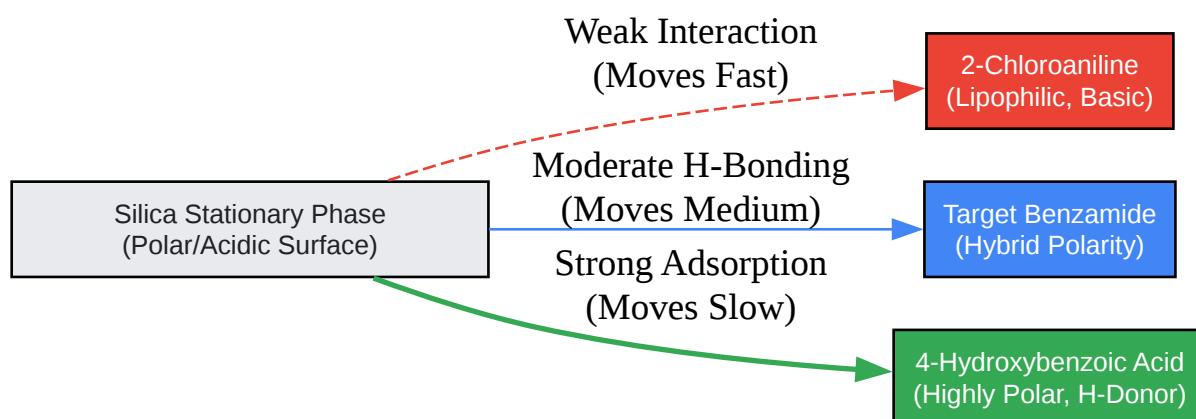 Weak Interaction
(Moves Fast)
2-Chloroaniline
(Lipophilic, Basic)
Silica Stationary Phase
(Polar/Acidic Surface)
Moderate H-Bonding
(Moves Medium)
Target Benzamide
(Hybrid Polarity)
Strong Adsorption
(Moves Slow)
4-Hydroxybenzoic Acid
(Highly Polar, H-Donor)